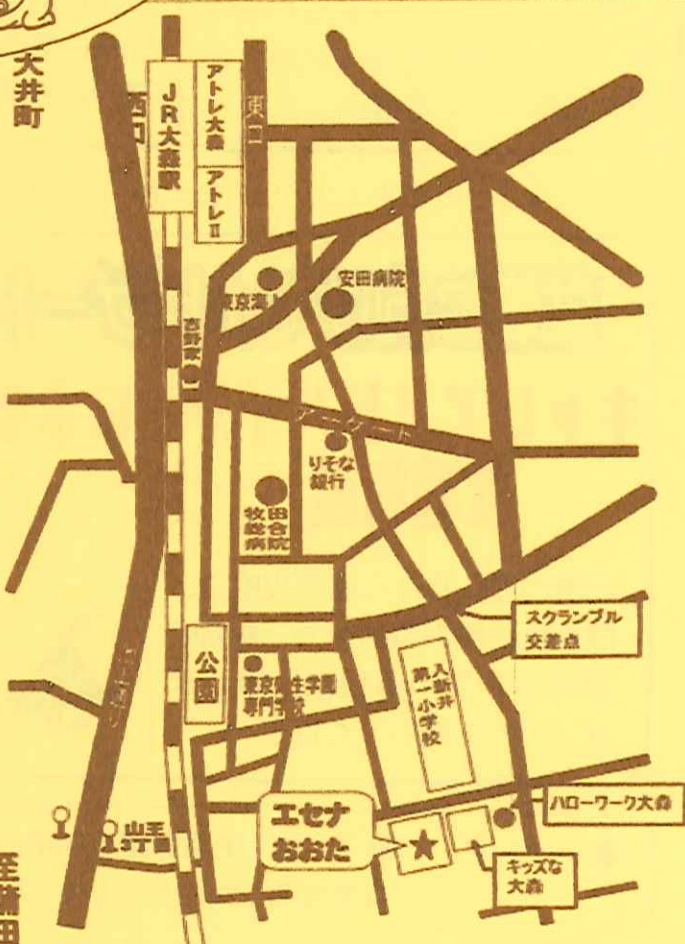 大井町
西口
JR大森駅
アトレ大森
アトレⅡ
東口
東京海上
安田病院
吉野家
アーケード
りそな
銀行
牧田
総合
病院
スクランブル
交差点
公園
東京衛生学園
専門学校
入新井
第一小学校
山王
3丁目
エセナ
おおた
ハローワーク大森
キッズな
大森
至蒲田